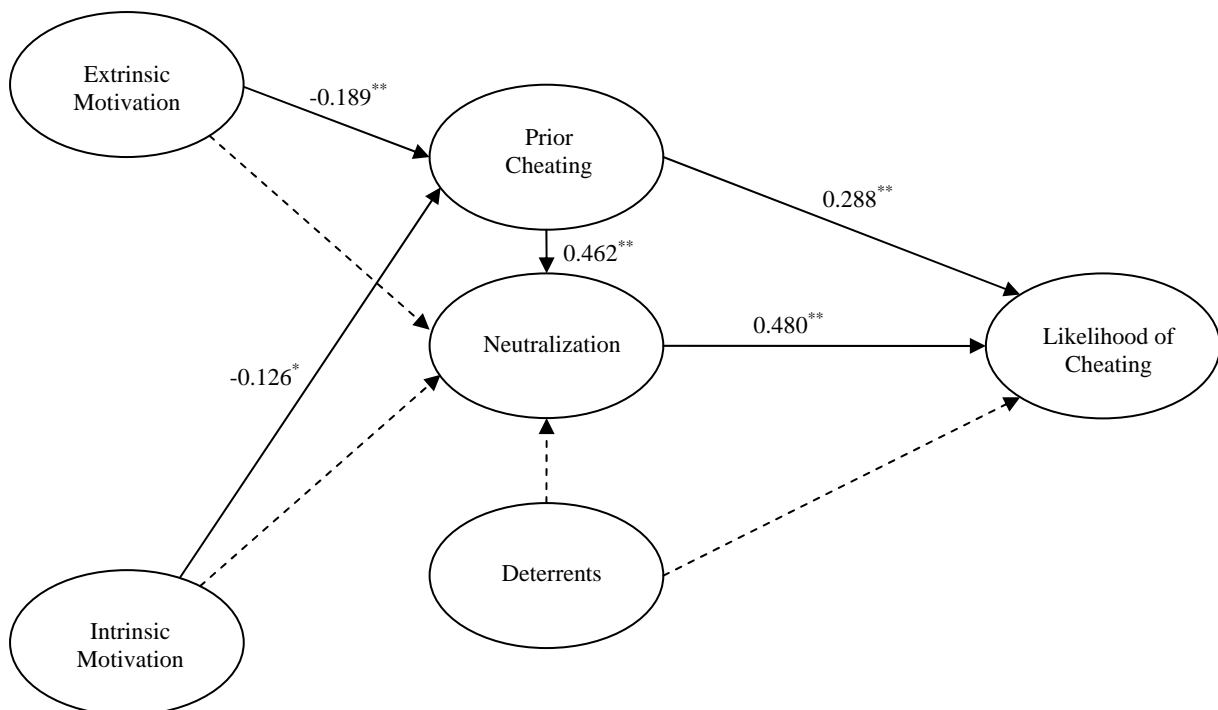 Extrinsic
Motivation
-0.189**
Prior
Cheating
0.288**
0.462**
Neutralization
0.480**
Likelihood of
Cheating
-0.126*
Deterrents
Intrinsic
Motivation